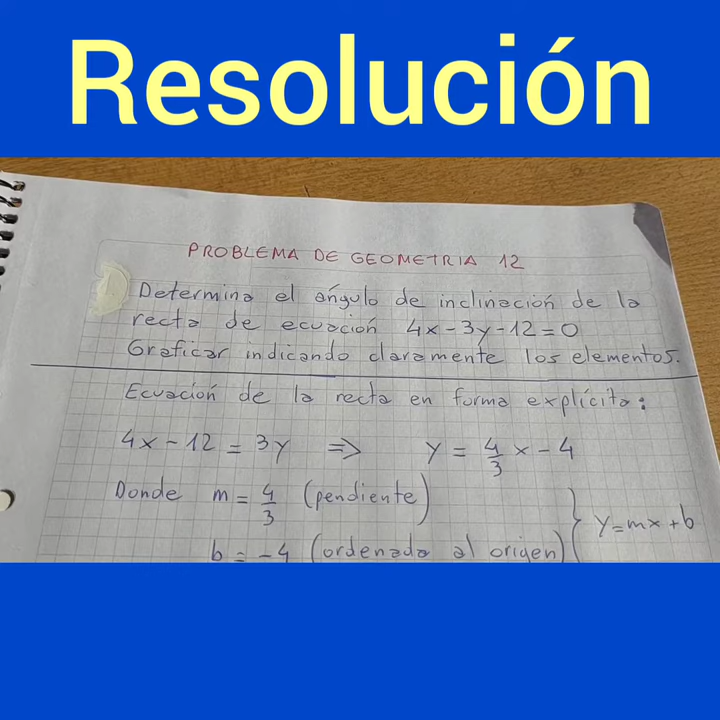 Resolución
PROBLEMA DE GEOMETRIA 12
Determina el ángulo de inclinación de la
recta de ecuación 4x-3y-12=0
Graficar indicando claramente los elementos.
Ecuación de la recta en forma explícita:
4x-12 = 3y ⇒ y = 4/3 x - 4
Donde m = 4/3 (pendiente)
b = -4 (ordenada al origen) } y=mx+b